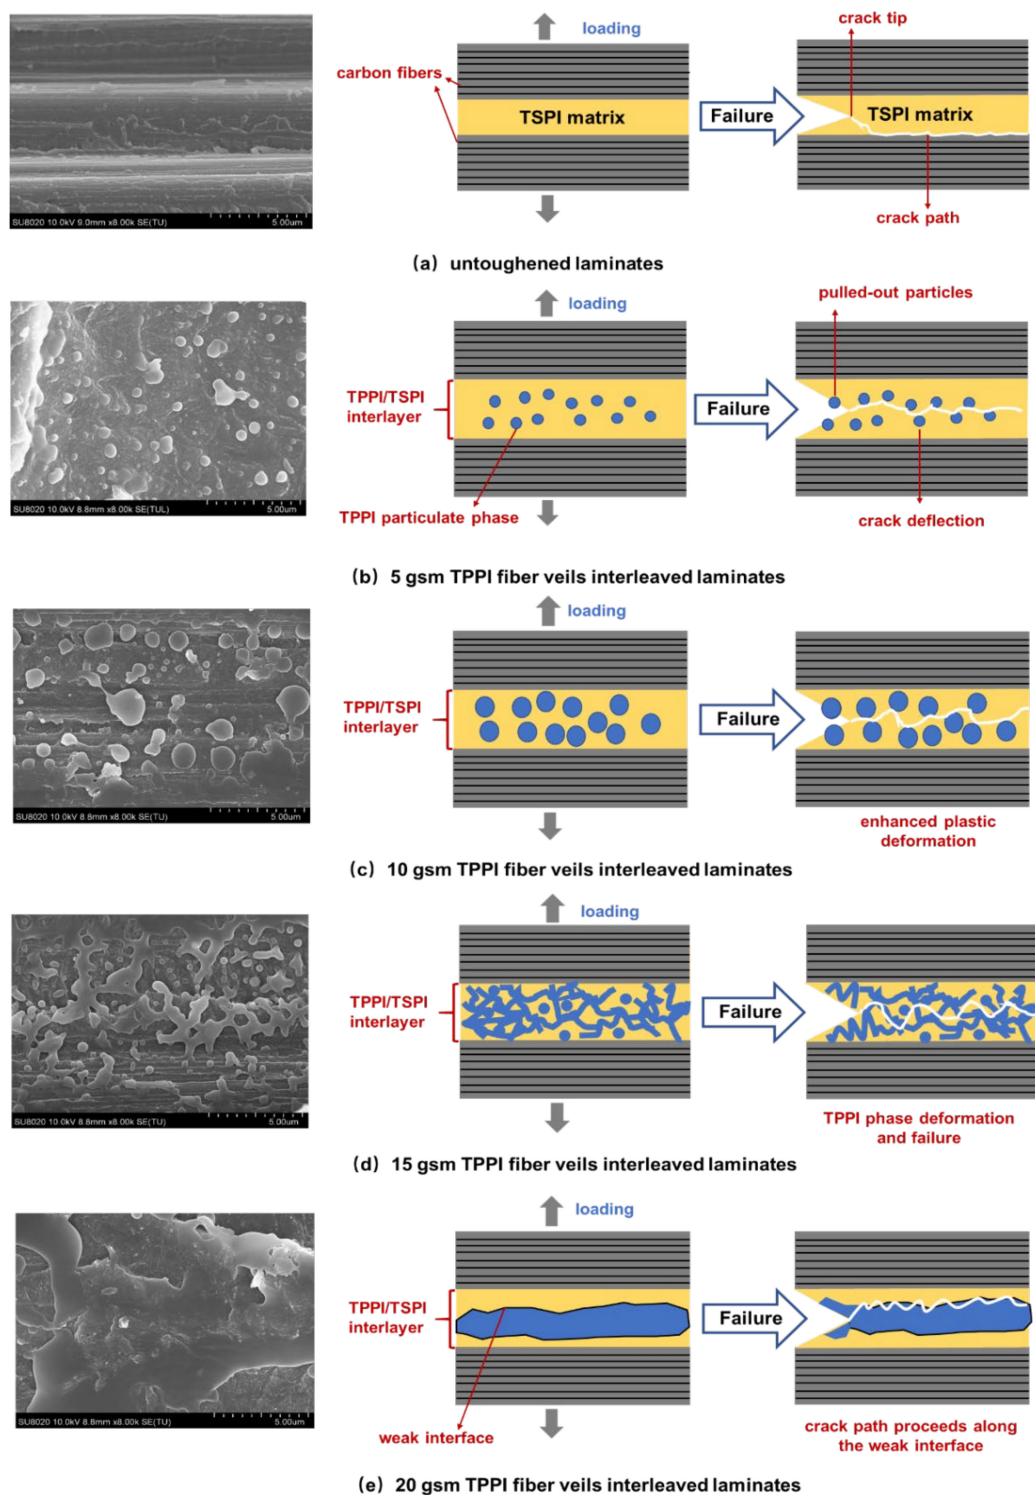 loading
crack tip
carbon fibers
TSPI matrix
Failure
TSPI matrix
SU8020 10.0kV 9.0mm x8.00k SE(TU)
5.00um
crack path
(a) untoughened laminates
loading
pulled-out particles
TPPI/TSPI
interlayer
Failure
SU8020 10.0kV 8.8mm x8.00k SE(TUL)
5.00um
TPPI particulate phase
crack deflection
(b) 5 gsm TPPI fiber veils interleaved laminates
loading
TPPI/TSPI
interlayer
Failure
SU8020 10.0kV 8.8mm x8.00k SE(TU)
5.00um
enhanced plastic
deformation
(c) 10 gsm TPPI fiber veils interleaved laminates
loading
TPPI/TSPI
interlayer
Failure
SU8020 10.0kV 8.8mm x8.00k SE(TU)
5.00um
TPPI phase deformation
and failure
(d) 15 gsm TPPI fiber veils interleaved laminates
loading
TPPI/TSPI
interlayer
Failure
SU8020 10.0kV 8.8mm x8.00k SE(TU)
5.00um
weak interface
crack path proceeds along
the weak interface
(e) 20 gsm TPPI fiber veils interleaved laminates